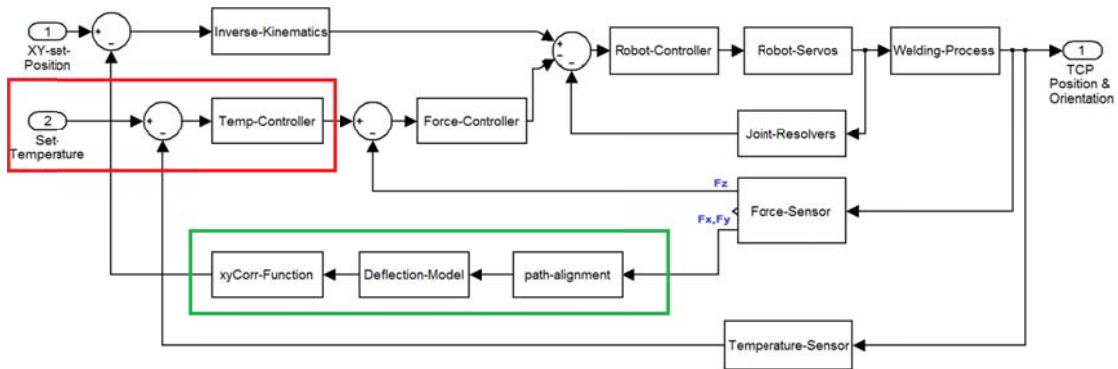 1
XY-set-
Position
+
−
Inverse-Kinematics
+
−
−
Robot-Controller
Robot-Servos
Welding-Process
1
TCP
Position &
Orientation
2
Set-
Temperature
+
−
Temp-Controller
+
−
Force-Controller
Joint-Resolvers
Fz
Fx,Fy
Force-Sensor
xyCorr-Function
Deflection-Model
path-alignment
Temperature-Sensor